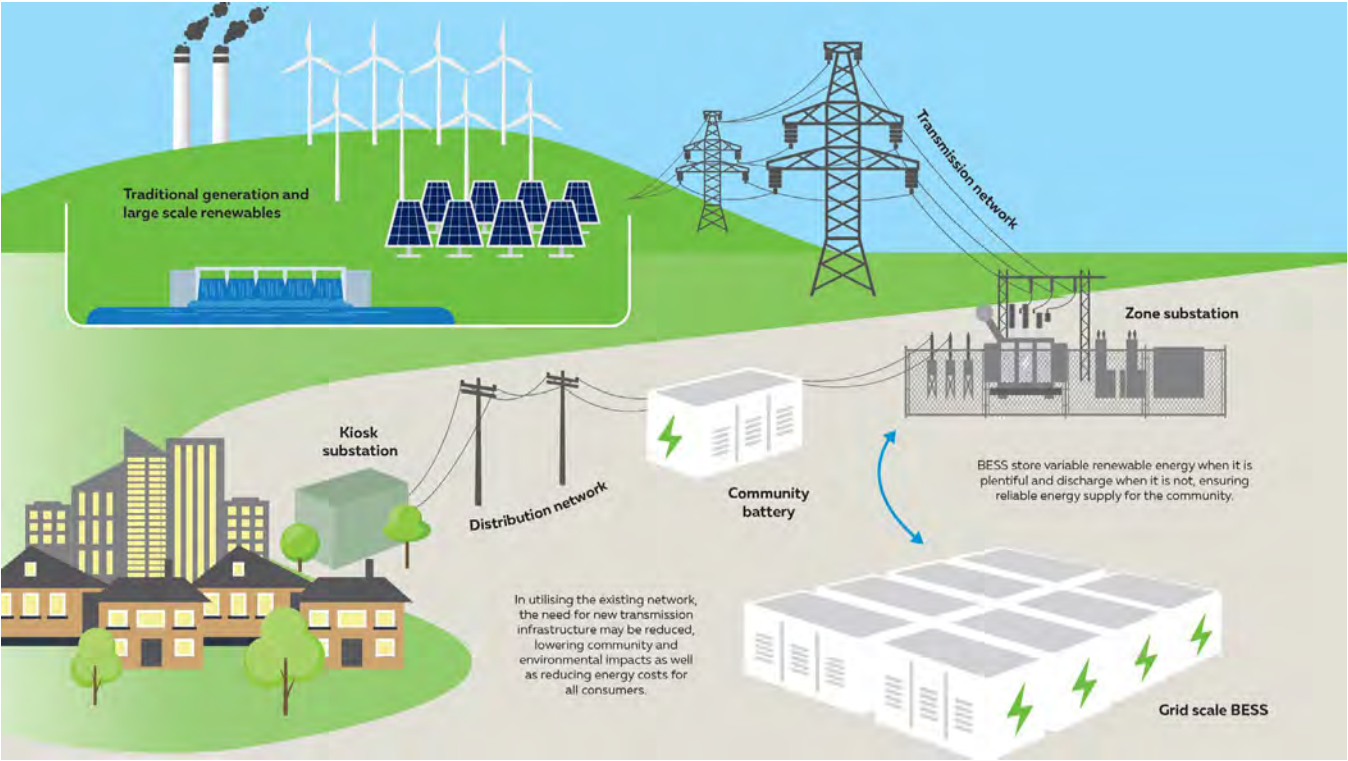 Traditional generation and
large scale renewables
Transmission network
Zone substation
Kiosk
substation
Distribution network
Community
battery
BESS store variable renewable energy when it is
plentiful and discharge when it is not, ensuring
reliable energy supply for the community.
In utilising the existing network,
the need for new transmission
infrastructure may be reduced,
lowering community and
environmental impacts as well
as reducing energy costs for
all consumers.
Grid scale BESS